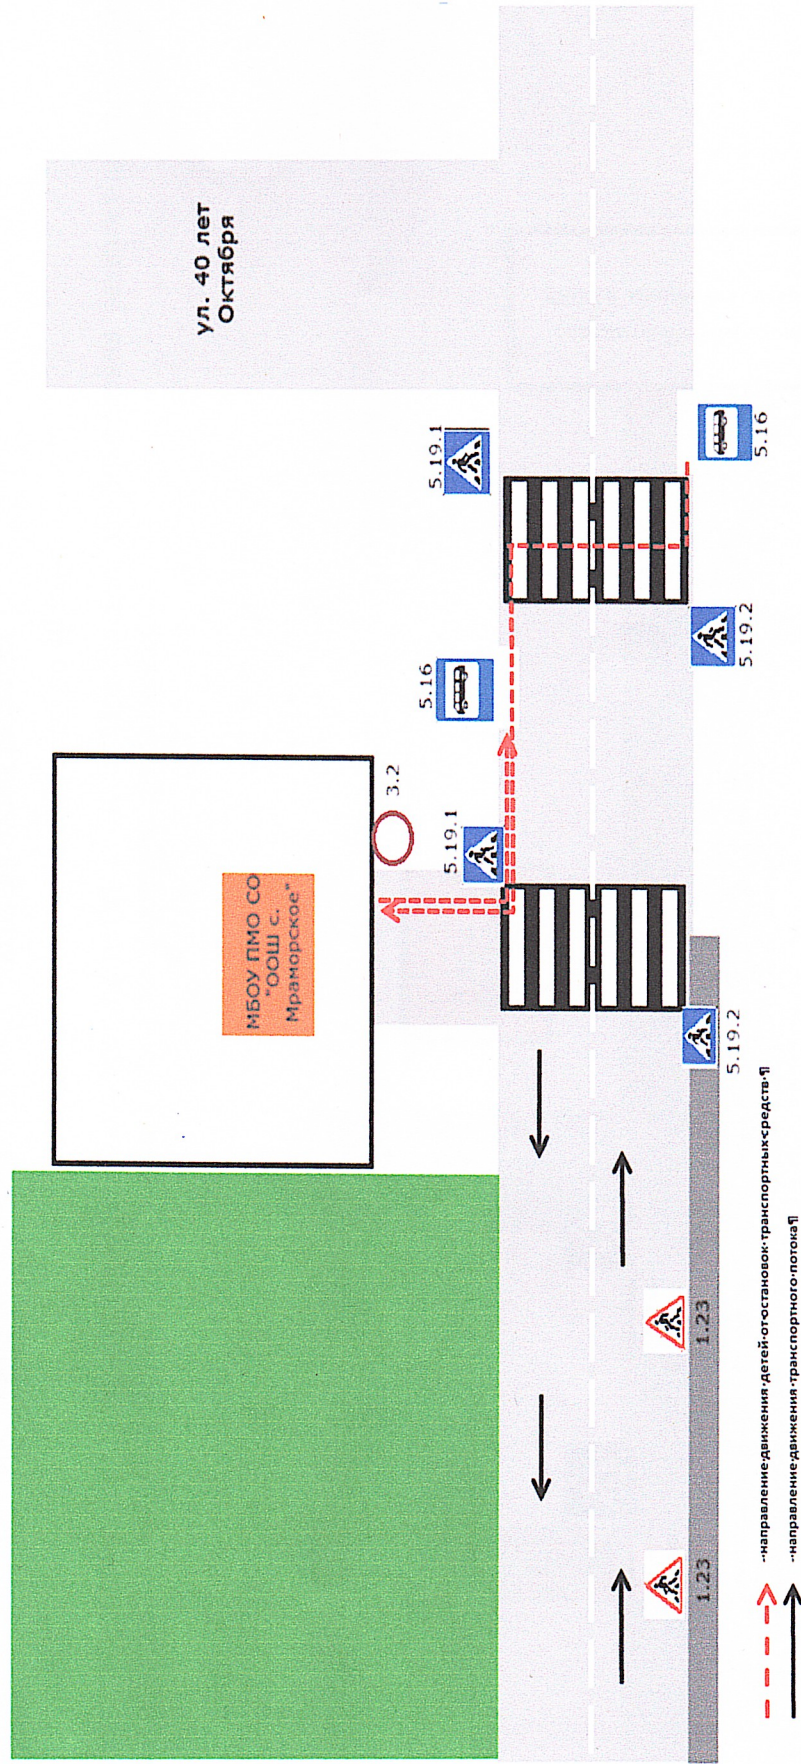 ул. 40 лет
Октября
5.19.1
5.16
5.16
5.19.2
3.2
5.19.1
МБОУ ПМО СО
"ООШ с.
Мраморское"
5.19.2
1.23
1.23
--направление·движения·детей·от·остановок·транспортных·средств·¶
--направление·движения·транспортного·потока¶